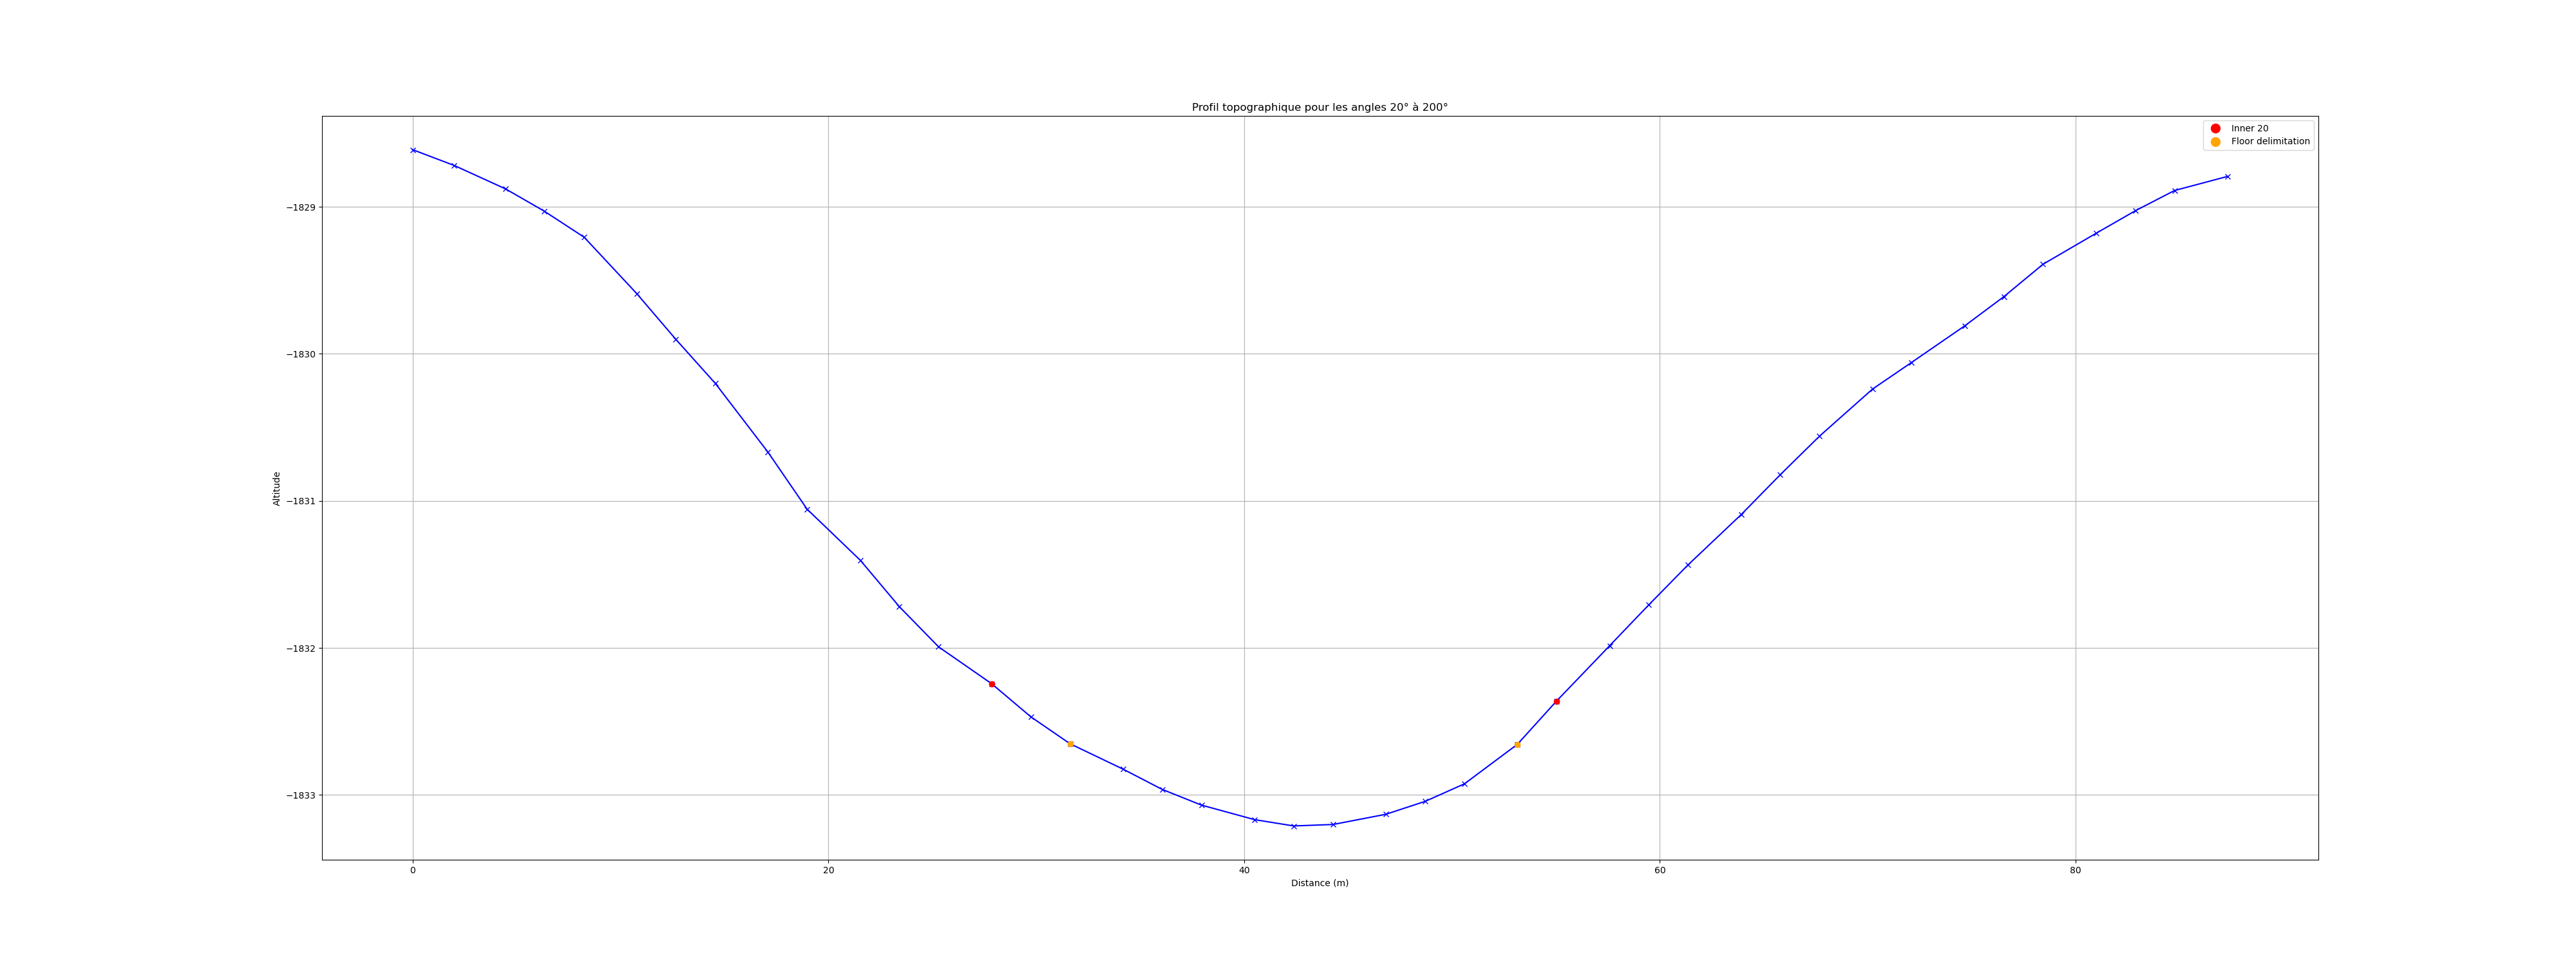 Profil topographique pour les angles 20° à 200°
Inner 20
Floor delimitation
Altitude
−1829
−1830
−1831
−1832
−1833
0 20 40 60 80
Distance (m)